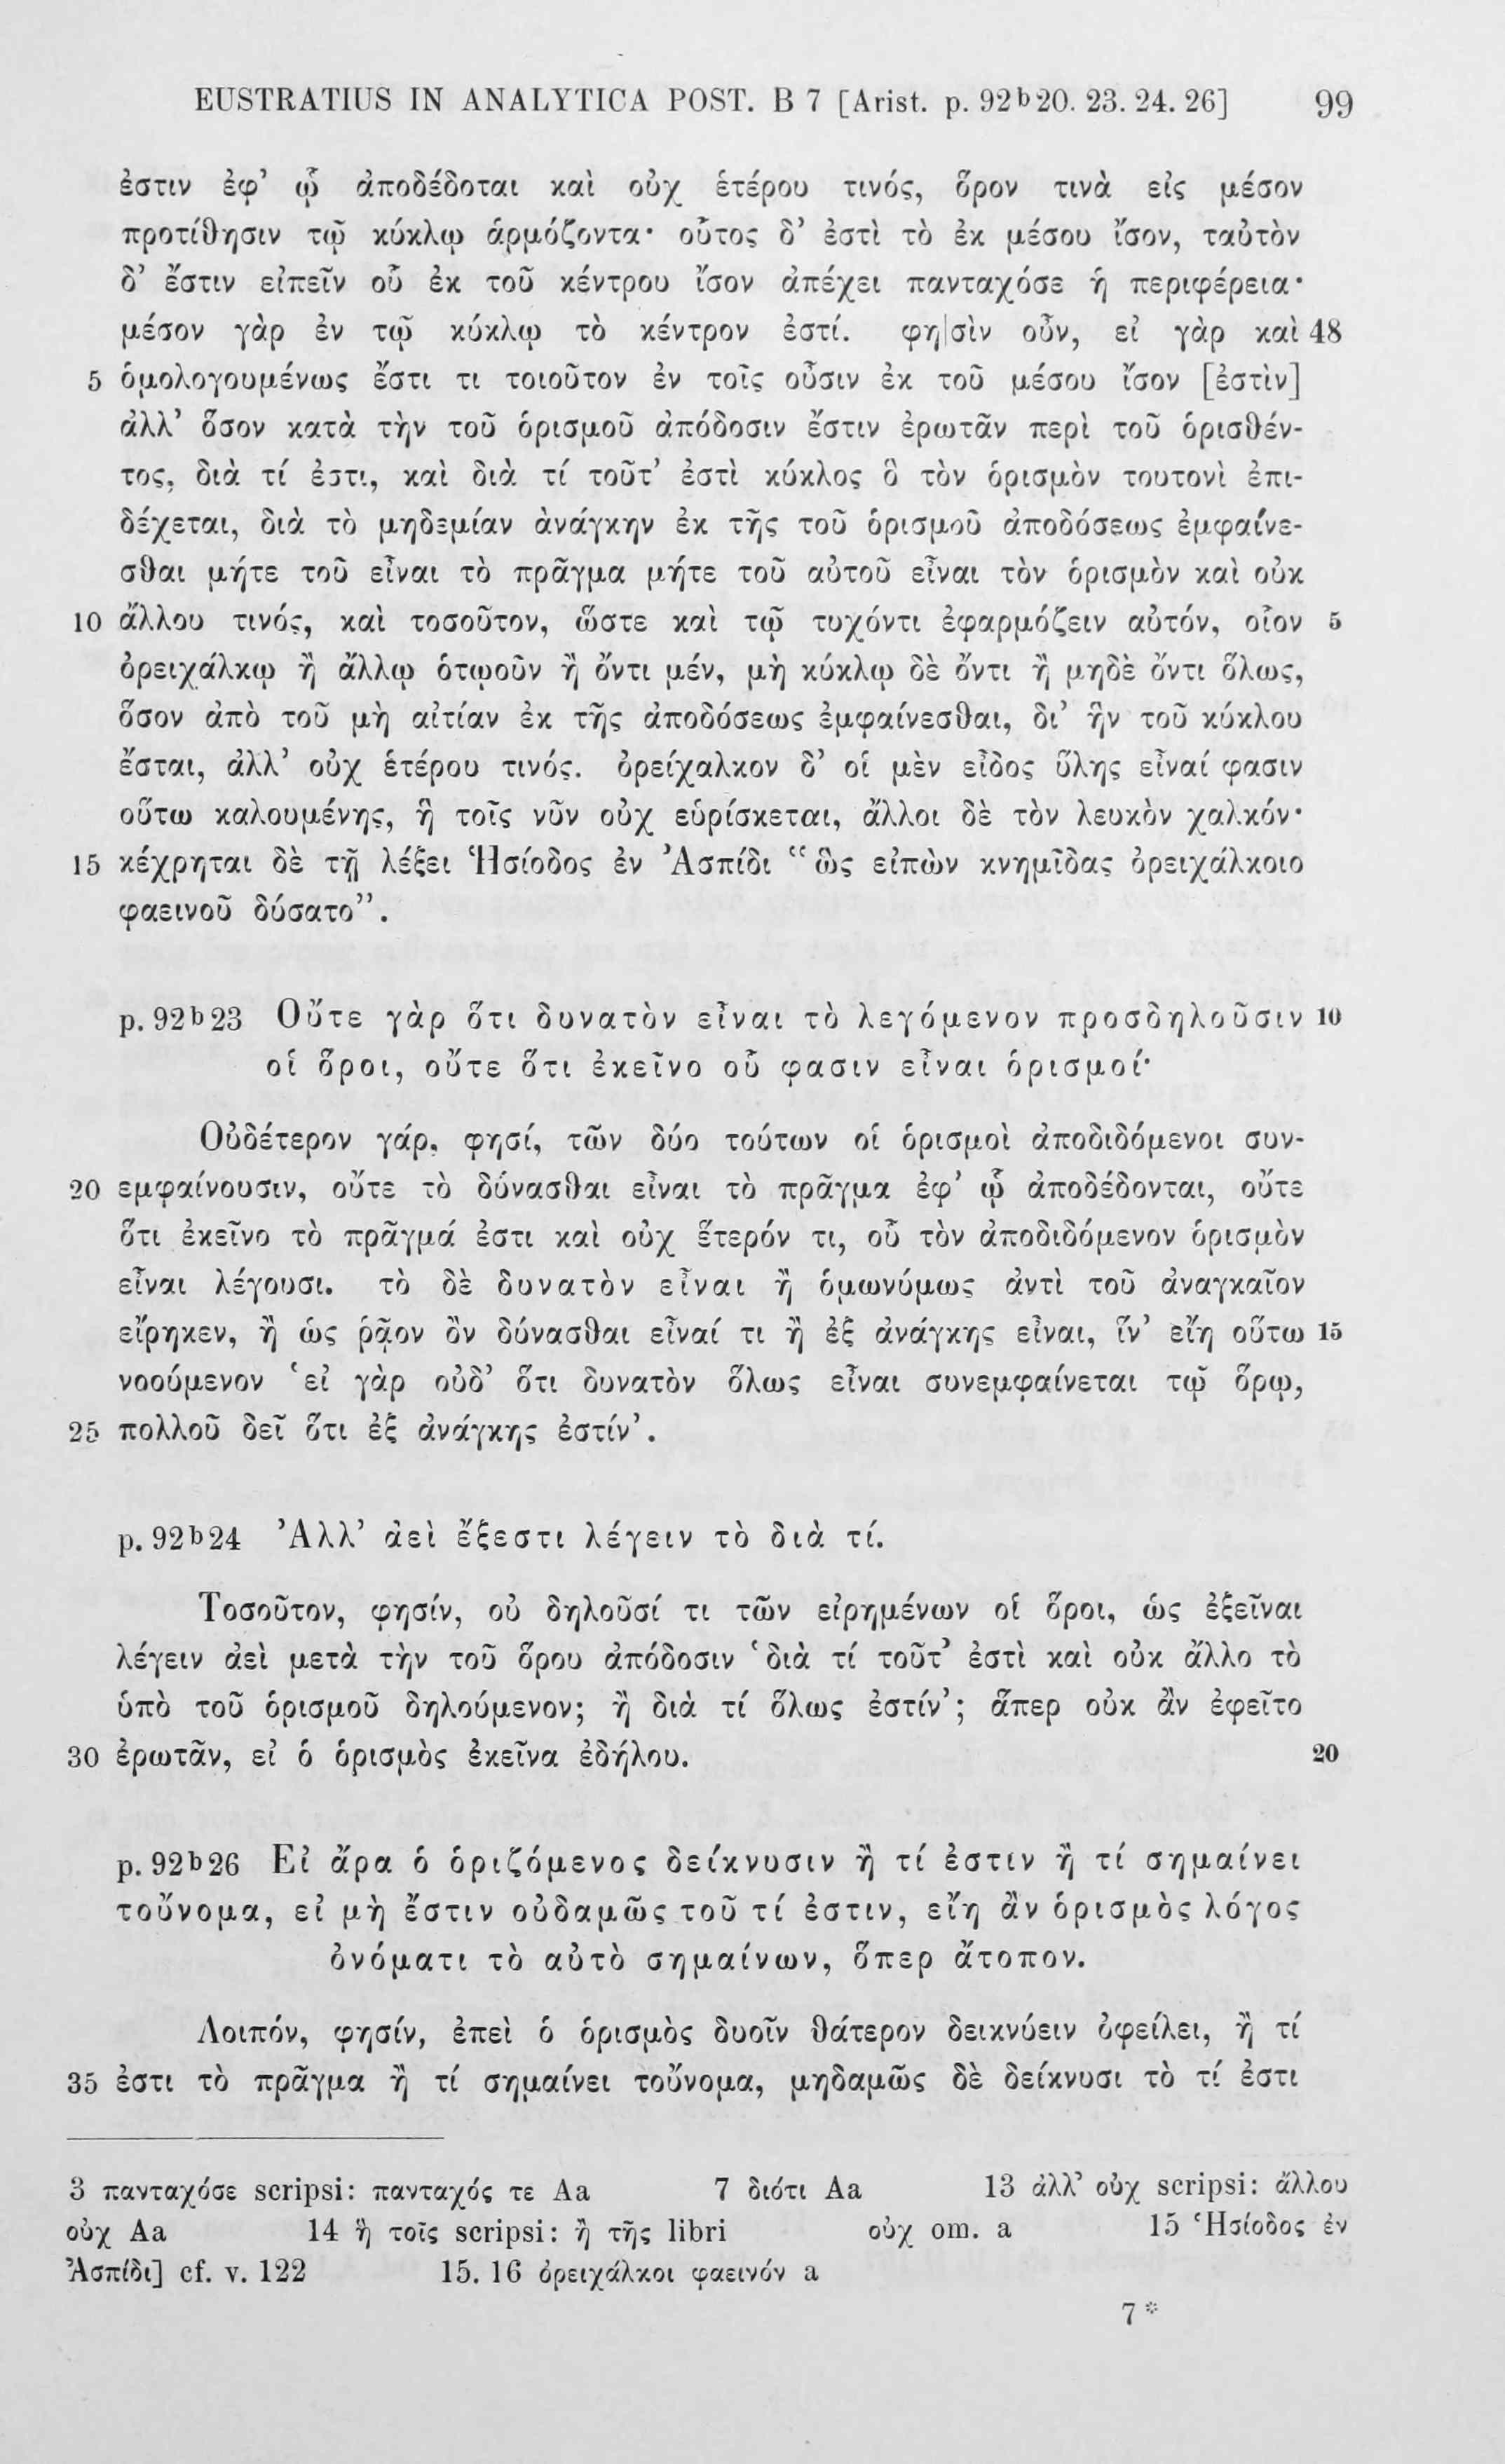 EUSTRATIUS IN ANALYTICA POST. B 7 [Arist. p. 92ᵇ20. 23. 24. 26] 99
ἐστιν ἐφ’ ᾧ ἀποδέδοται καὶ οὐχ ἑτέρου τινός, ὅρον τινὰ εἰς μέσον
προτίθησιν τῷ κύκλῳ ἁρμόζοντα· οὗτος δ’ ἐστὶ τὸ ἐκ μέσου ἴσον, ταὐτὸν
δ’ ἔστιν εἰπεῖν οὗ ἐκ τοῦ κέντρου ἴσον ἀπέχει πανταχόσε ἡ περιφέρεια·
μέσον γὰρ ἐν τῷ κύκλῳ τὸ κέντρον ἐστί. φη|σὶν οὖν, εἰ γὰρ καὶ 48
5 ὁμολογουμένως ἔστι τι τοιοῦτον ἐν τοῖς οὖσιν ἐκ τοῦ μέσου ἴσον [ἐστὶν]
ἀλλ’ ὅσον κατὰ τὴν τοῦ ὁρισμοῦ ἀπόδοσιν ἔστιν ἐρωτᾶν περὶ τοῦ ὁρισθέν-
τος, διὰ τί ἐστι, καὶ διὰ τί τοῦτ’ ἐστὶ κύκλος ὃ τὸν ὁρισμὸν τουτονὶ ἐπι-
δέχεται, διὰ τὸ μηδεμίαν ἀνάγκην ἐκ τῆς τοῦ ὁρισμοῦ ἀποδόσεως ἐμφαίνε-
σθαι μήτε τοῦ εἶναι τὸ πρᾶγμα μήτε τοῦ αὐτοῦ εἶναι τὸν ὁρισμὸν καὶ οὐκ
10 ἄλλου τινός, καὶ τοσοῦτον, ὥστε καὶ τῷ τυχόντι ἐφαρμόζειν αὐτόν, οἷον 5
ὀρειχάλκῳ ἢ ἄλλῳ ὁτῳοῦν ἢ ὄντι μέν, μὴ κύκλῳ δὲ ὄντι ἢ μηδὲ ὄντι ὅλως,
ὅσον ἀπὸ τοῦ μὴ αἰτίαν ἐκ τῆς ἀποδόσεως ἐμφαίνεσθαι, δι’ ἣν τοῦ κύκλου
ἔσται, ἀλλ’ οὐχ ἑτέρου τινός. ὀρείχαλκον δ’ οἱ μὲν εἶδος ὕλης εἶναί φασιν
οὕτω καλουμένης, ἣ τοῖς νῦν οὐχ εὑρίσκεται, ἄλλοι δὲ τὸν λευκὸν χαλκόν·
15 κέχρηται δὲ τῇ λέξει Ἡσίοδος ἐν Ἀσπίδι “ὣς εἰπὼν κνημῖδας ὀρειχάλκοιο
φαεινοῦ δύσατο”.
p. 92ᵇ23 Οὔτε γὰρ ὅτι δυνατὸν εἶναι τὸ λεγόμενον προσδηλοῦσιν 10
οἱ ὅροι, οὔτε ὅτι ἐκεῖνο οὗ φασιν εἶναι ὁρισμοί·
Οὐδέτερον γάρ, φησί, τῶν δύο τούτων οἱ ὁρισμοὶ ἀποδιδόμενοι συν-
20 εμφαίνουσιν, οὔτε τὸ δύνασθαι εἶναι τὸ πρᾶγμα ἐφ’ ᾧ ἀποδέδονται, οὔτε
ὅτι ἐκεῖνο τὸ πρᾶγμά ἐστι καὶ οὐχ ἕτερόν τι, οὗ τὸν ἀποδιδόμενον ὁρισμὸν
εἶναι λέγουσι. τὸ δὲ δυνατὸν εἶναι ἢ ὁμωνύμως ἀντὶ τοῦ ἀναγκαῖον
εἴρηκεν, ἢ ὡς ῥᾷον ὂν δύνασθαι εἶναί τι ἢ ἐξ ἀνάγκης εἶναι, ἵν’ εἴη οὕτω 15
νοούμενον ‘εἰ γὰρ οὐδ’ ὅτι δυνατὸν ὅλως εἶναι συνεμφαίνεται τῷ ὅρῳ,
25 πολλοῦ δεῖ ὅτι ἐξ ἀνάγκης ἐστίν’.
p. 92ᵇ24 Ἀλλ’ ἀεὶ ἔξεστι λέγειν τὸ διὰ τί.
Τοσοῦτον, φησίν, οὐ δηλοῦσί τι τῶν εἰρημένων οἱ ὅροι, ὡς ἐξεῖναι
λέγειν ἀεὶ μετὰ τὴν τοῦ ὅρου ἀπόδοσιν ‘διὰ τί τοῦτ’ ἐστὶ καὶ οὐκ ἄλλο τὸ
ὑπὸ τοῦ ὁρισμοῦ δηλούμενον; ἢ διὰ τί ὅλως ἐστίν’; ἅπερ οὐκ ἂν ἐφεῖτο
30 ἐρωτᾶν, εἰ ὁ ὁρισμὸς ἐκεῖνα ἐδήλου. 20
p. 92ᵇ26 Εἰ ἄρα ὁ ὁριζόμενος δείκνυσιν ἢ τί ἐστιν ἢ τί σημαίνει
τοὔνομα, εἰ μὴ ἔστιν οὐδαμῶς τοῦ τί ἐστιν, εἴη ἂν ὁρισμὸς λόγος
ὀνόματι τὸ αὐτὸ σημαίνων, ὅπερ ἄτοπον.
Λοιπόν, φησίν, ἐπεὶ ὁ ὁρισμὸς δυοῖν θάτερον δεικνύειν ὀφείλει, ἢ τί
35 ἐστι τὸ πρᾶγμα ἢ τί σημαίνει τοὔνομα, μηδαμῶς δὲ δείκνυσι τὸ τί ἐστι
3 πανταχόσε scripsi: πανταχός τε Aa 7 διότι Aa 13 ἀλλ’ οὐχ scripsi: ἄλλου
οὐχ Aa 14 ἣ τοῖς scripsi: ἢ τῆς libri οὐχ om. a 15 Ἡσίοδος ἐν
Ἀσπίδι] cf. v. 122 15. 16 ὀρειχάλκοι φαεινόν a
7*